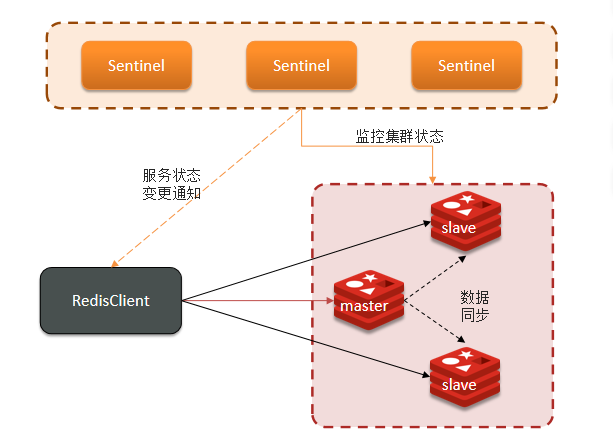 Sentinel
Sentinel
Sentinel
监控集群状态
服务状态
变更通知
slave
RedisClient
master
数据
同步
slave